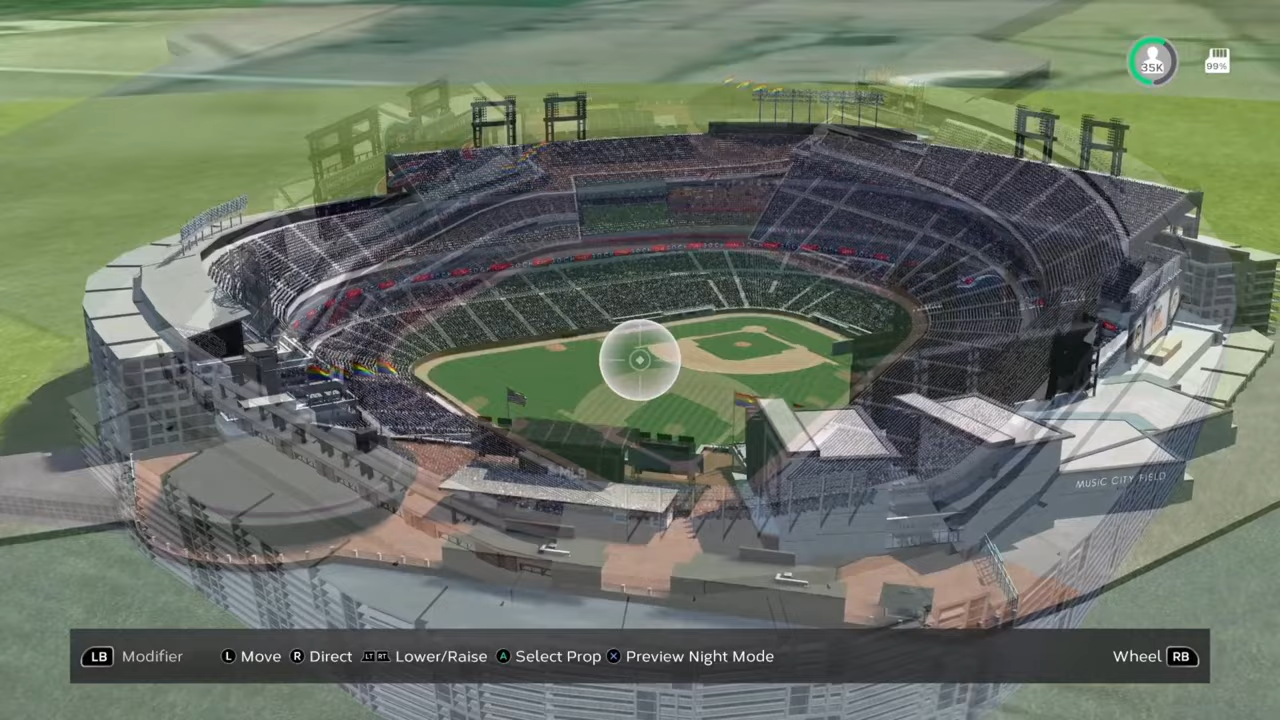 35K
99%
MLB
MUSIC CITY FIELD
LB Modifier L Move R Direct LT RT Lower/Raise A Select Prop X Preview Night Mode Wheel RB